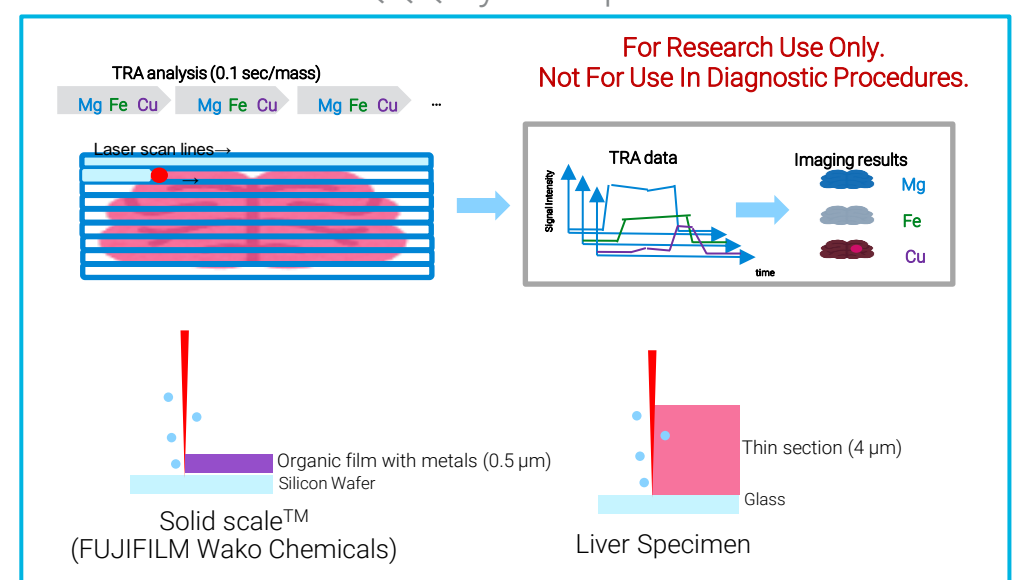 For Research Use Only.
Not For Use In Diagnostic Procedures.
TRA analysis (0.1 sec/mass)
Mg Fe Cu Mg Fe Cu Mg Fe Cu ...
Laser scan lines→
→
TRA data
Signal Intensity
time
Imaging results
Mg
Fe
Cu
Organic film with metals (0.5 µm)
Silicon Wafer
Solid scaleTM
(FUJIFILM Wako Chemicals)
Thin section (4 µm)
Glass
Liver Specimen